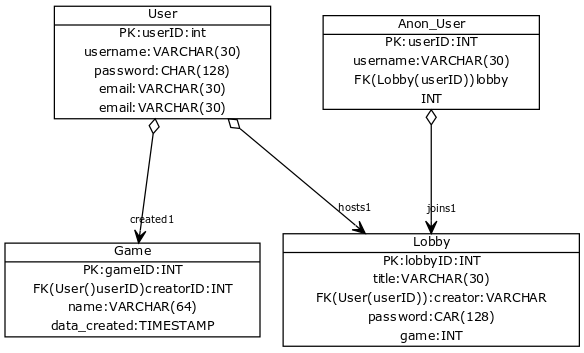 User
PK:userID:int
username:VARCHAR(30)
password:CHAR(128)
email:VARCHAR(30)
email:VARCHAR(30)
Anon_User
PK:userID:INT
username:VARCHAR(30)
FK(Lobby(userID))lobby
INT
created1
hosts1
joins1
Game
PK:gameID:INT
FK(User()userID)creatorID:INT
name:VARCHAR(64)
data_created:TIMESTAMP
Lobby
PK:lobbyID:INT
title:VARCHAR(30)
FK(User(userID)):creator:VARCHAR
password:CAR(128)
game:INT